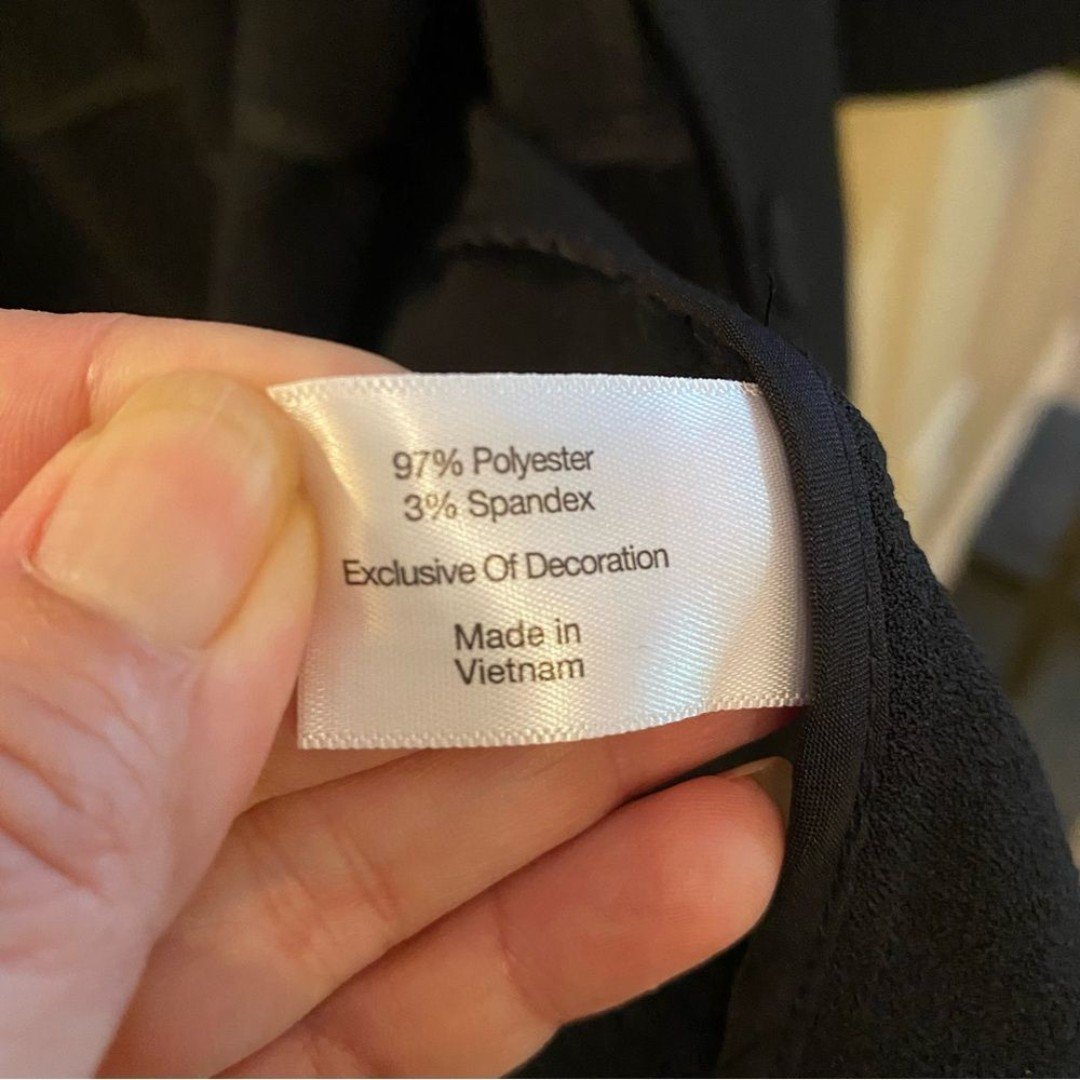 97% Polyester
3% Spandex
Exclusive Of Decoration
Made in
Vietnam